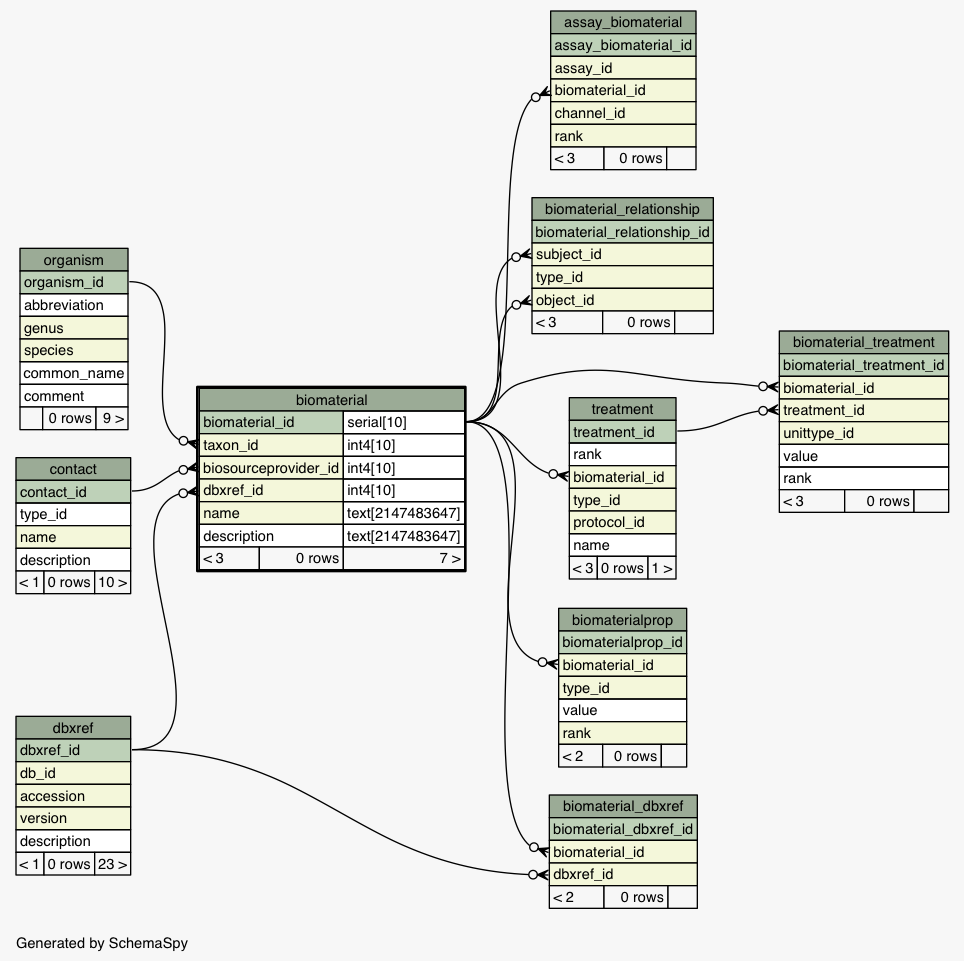 assay_biomaterial
assay_biomaterial_id
assay_id
biomaterial_id
channel_id
rank
< 3 0 rows
biomaterial_relationship
biomaterial_relationship_id
subject_id
type_id
object_id
< 3 0 rows
organism
organism_id
abbreviation
genus
species
common_name
comment
0 rows 9 >
biomaterial_treatment
biomaterial_treatment_id
biomaterial_id
treatment_id
unittype_id
value
rank
< 3 0 rows
biomaterial
biomaterial_id serial[10]
taxon_id int4[10]
biosourceprovider_id int4[10]
dbxref_id int4[10]
name text[2147483647]
description text[2147483647]
< 3 0 rows 7 >
treatment
treatment_id
rank
biomaterial_id
type_id
protocol_id
name
< 3 0 rows 1 >
contact
contact_id
type_id
name
description
< 1 0 rows 10 >
biomaterialprop
biomaterialprop_id
biomaterial_id
type_id
value
rank
< 2 0 rows
dbxref
dbxref_id
db_id
accession
version
description
< 1 0 rows 23 >
biomaterial_dbxref
biomaterial_dbxref_id
biomaterial_id
dbxref_id
< 2 0 rows
Generated by SchemaSpy